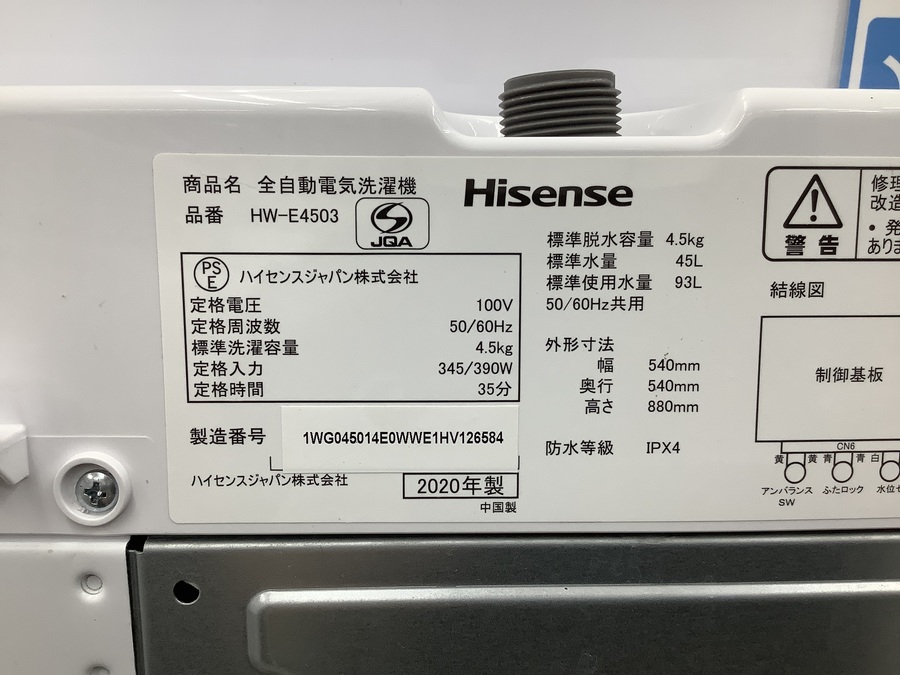 商品名 全自動電気洗濯機
品番 HW-E4503
JQA
Hisense
PS
E
ハイセンスジャパン株式会社
定格電圧 100V
定格周波数 50/60Hz
標準洗濯容量 4.5kg
定格入力 345/390W
定格時間 35分
製造番号 1WG045014E0WWE1HV126584
ハイセンスジャパン株式会社
2020年製
中国製
標準脱水容量 4.5kg
標準水量 45L
標準使用水量 93L
50/60Hz共用
外形寸法
幅 540mm
奥行 540mm
高さ 880mm
防水等級 IPX4
警告
修理
改造
・発
ありま
結線図
制御基板
CN6
黄 黄 青 青 白
アンバランス
SW
ふたロック
水位セ